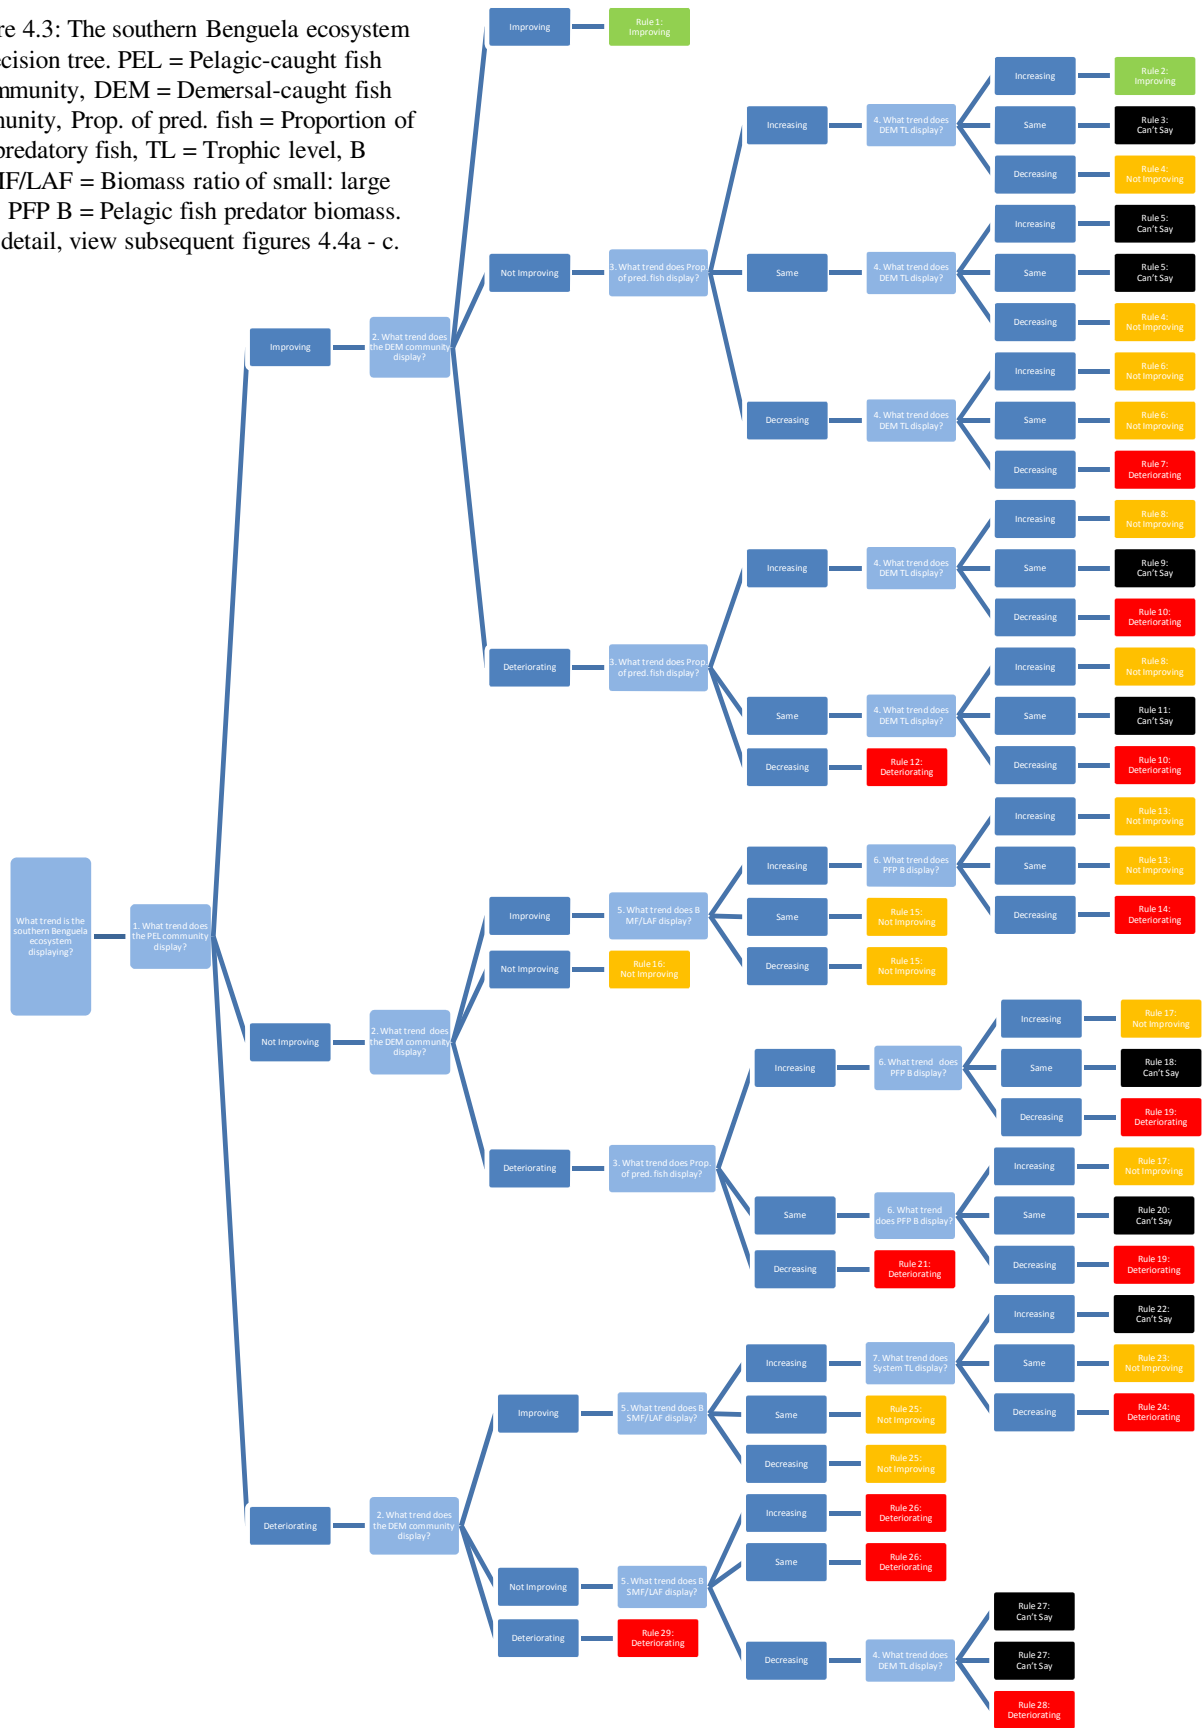 re 4.3: The southern Benguela ecosystem
cision tree. PEL = Pelagic-caught fish
mmunity, DEM = Demersal-caught fish
munity, Prop. of pred. fish = Proportion of
predatory fish, TL = Trophic level, B
MF/LAF = Biomass ratio of small: large
PFP B = Pelagic fish predator biomass.
detail, view subsequent figures 4.4a - c.
What trend is the
southern Benguela
ecosystem
displaying?
1. What trend does
the PEL community
display?
Improving
2. What trend does
the DEM community
display?
Improving
Rule 1:
Improving
Not Improving
3. What trend does Prop.
of pred. fish display?
Increasing
4. What trend does
DEM TL display?
Increasing
Rule 2:
Improving
Same
Rule 3:
Can't Say
Decreasing
Rule 4:
Not Improving
Same
4. What trend does
DEM TL display?
Increasing
Rule 5:
Can't Say
Same
Rule 5:
Can't Say
Decreasing
Rule 4:
Not Improving
Decreasing
4. What trend does
DEM TL display?
Increasing
Rule 6:
Not Improving
Same
Rule 6:
Not Improving
Decreasing
Rule 7:
Deteriorating
Deteriorating
3. What trend does Prop.
of pred. fish display?
Increasing
4. What trend does
DEM TL display?
Increasing
Rule 8:
Not Improving
Same
Rule 9:
Can't Say
Decreasing
Rule 10:
Deteriorating
Same
4. What trend does
DEM TL display?
Increasing
Rule 8:
Not Improving
Same
Rule 11:
Can't Say
Decreasing
Rule 10:
Deteriorating
Decreasing
Rule 12:
Deteriorating
Not Improving
2. What trend does
the DEM community
display?
Improving
5. What trend does B
MF/LAF display?
Increasing
6. What trend does
PFP B display?
Increasing
Rule 13:
Not Improving
Same
Rule 13:
Not Improving
Decreasing
Rule 14:
Deteriorating
Same
Rule 15:
Not Improving
Decreasing
Rule 15:
Not Improving
Not Improving
Rule 16:
Not Improving
Deteriorating
3. What trend does Prop.
of pred. fish display?
Increasing
6. What trend does
PFP B display?
Increasing
Rule 17:
Not Improving
Same
Rule 18:
Can't Say
Decreasing
Rule 19:
Deteriorating
Same
6. What trend
does PFP B display?
Increasing
Rule 17:
Not Improving
Same
Rule 20:
Can't Say
Decreasing
Rule 19:
Deteriorating
Decreasing
Rule 21:
Deteriorating
Deteriorating
2. What trend does
the DEM community
display?
Improving
5. What trend does B
SMF/LAF display?
Increasing
7. What trend does
System TL display?
Increasing
Rule 22:
Can't Say
Same
Rule 23:
Not Improving
Decreasing
Rule 24:
Deteriorating
Same
Rule 25:
Not Improving
Decreasing
Rule 25:
Not Improving
Not Improving
5. What trend does B
SMF/LAF display?
Increasing
Rule 26:
Deteriorating
Same
Rule 26:
Deteriorating
Decreasing
4. What trend does
DEM TL display?
Rule 27:
Can't Say
Rule 27:
Can't Say
Rule 28:
Deteriorating
Deteriorating
Rule 29:
Deteriorating